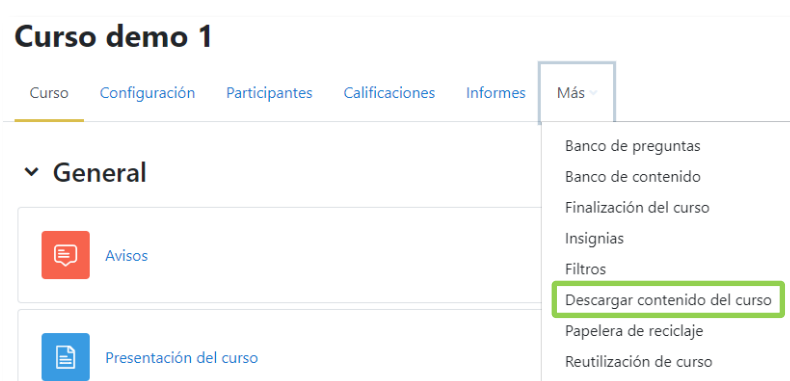 Curso demo 1
Curso Configuración Participantes Calificaciones Informes Más
Banco de preguntas
Banco de contenido
Finalización del curso
Insignias
Filtros
Descargar contenido del curso
Papelera de reciclaje
Reutilización de curso
General
Avisos
Presentación del curso